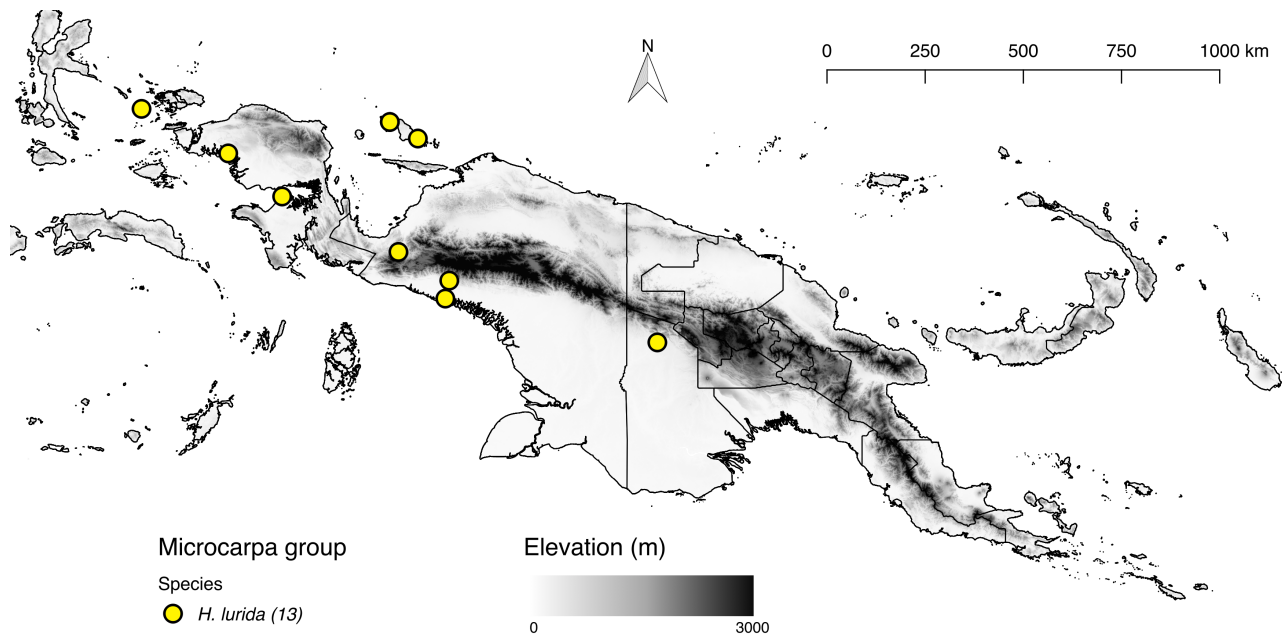 N
0 250 500 750 1000 km
Microcarpa group
Species
H. lurida (13)
Elevation (m)
0 3000